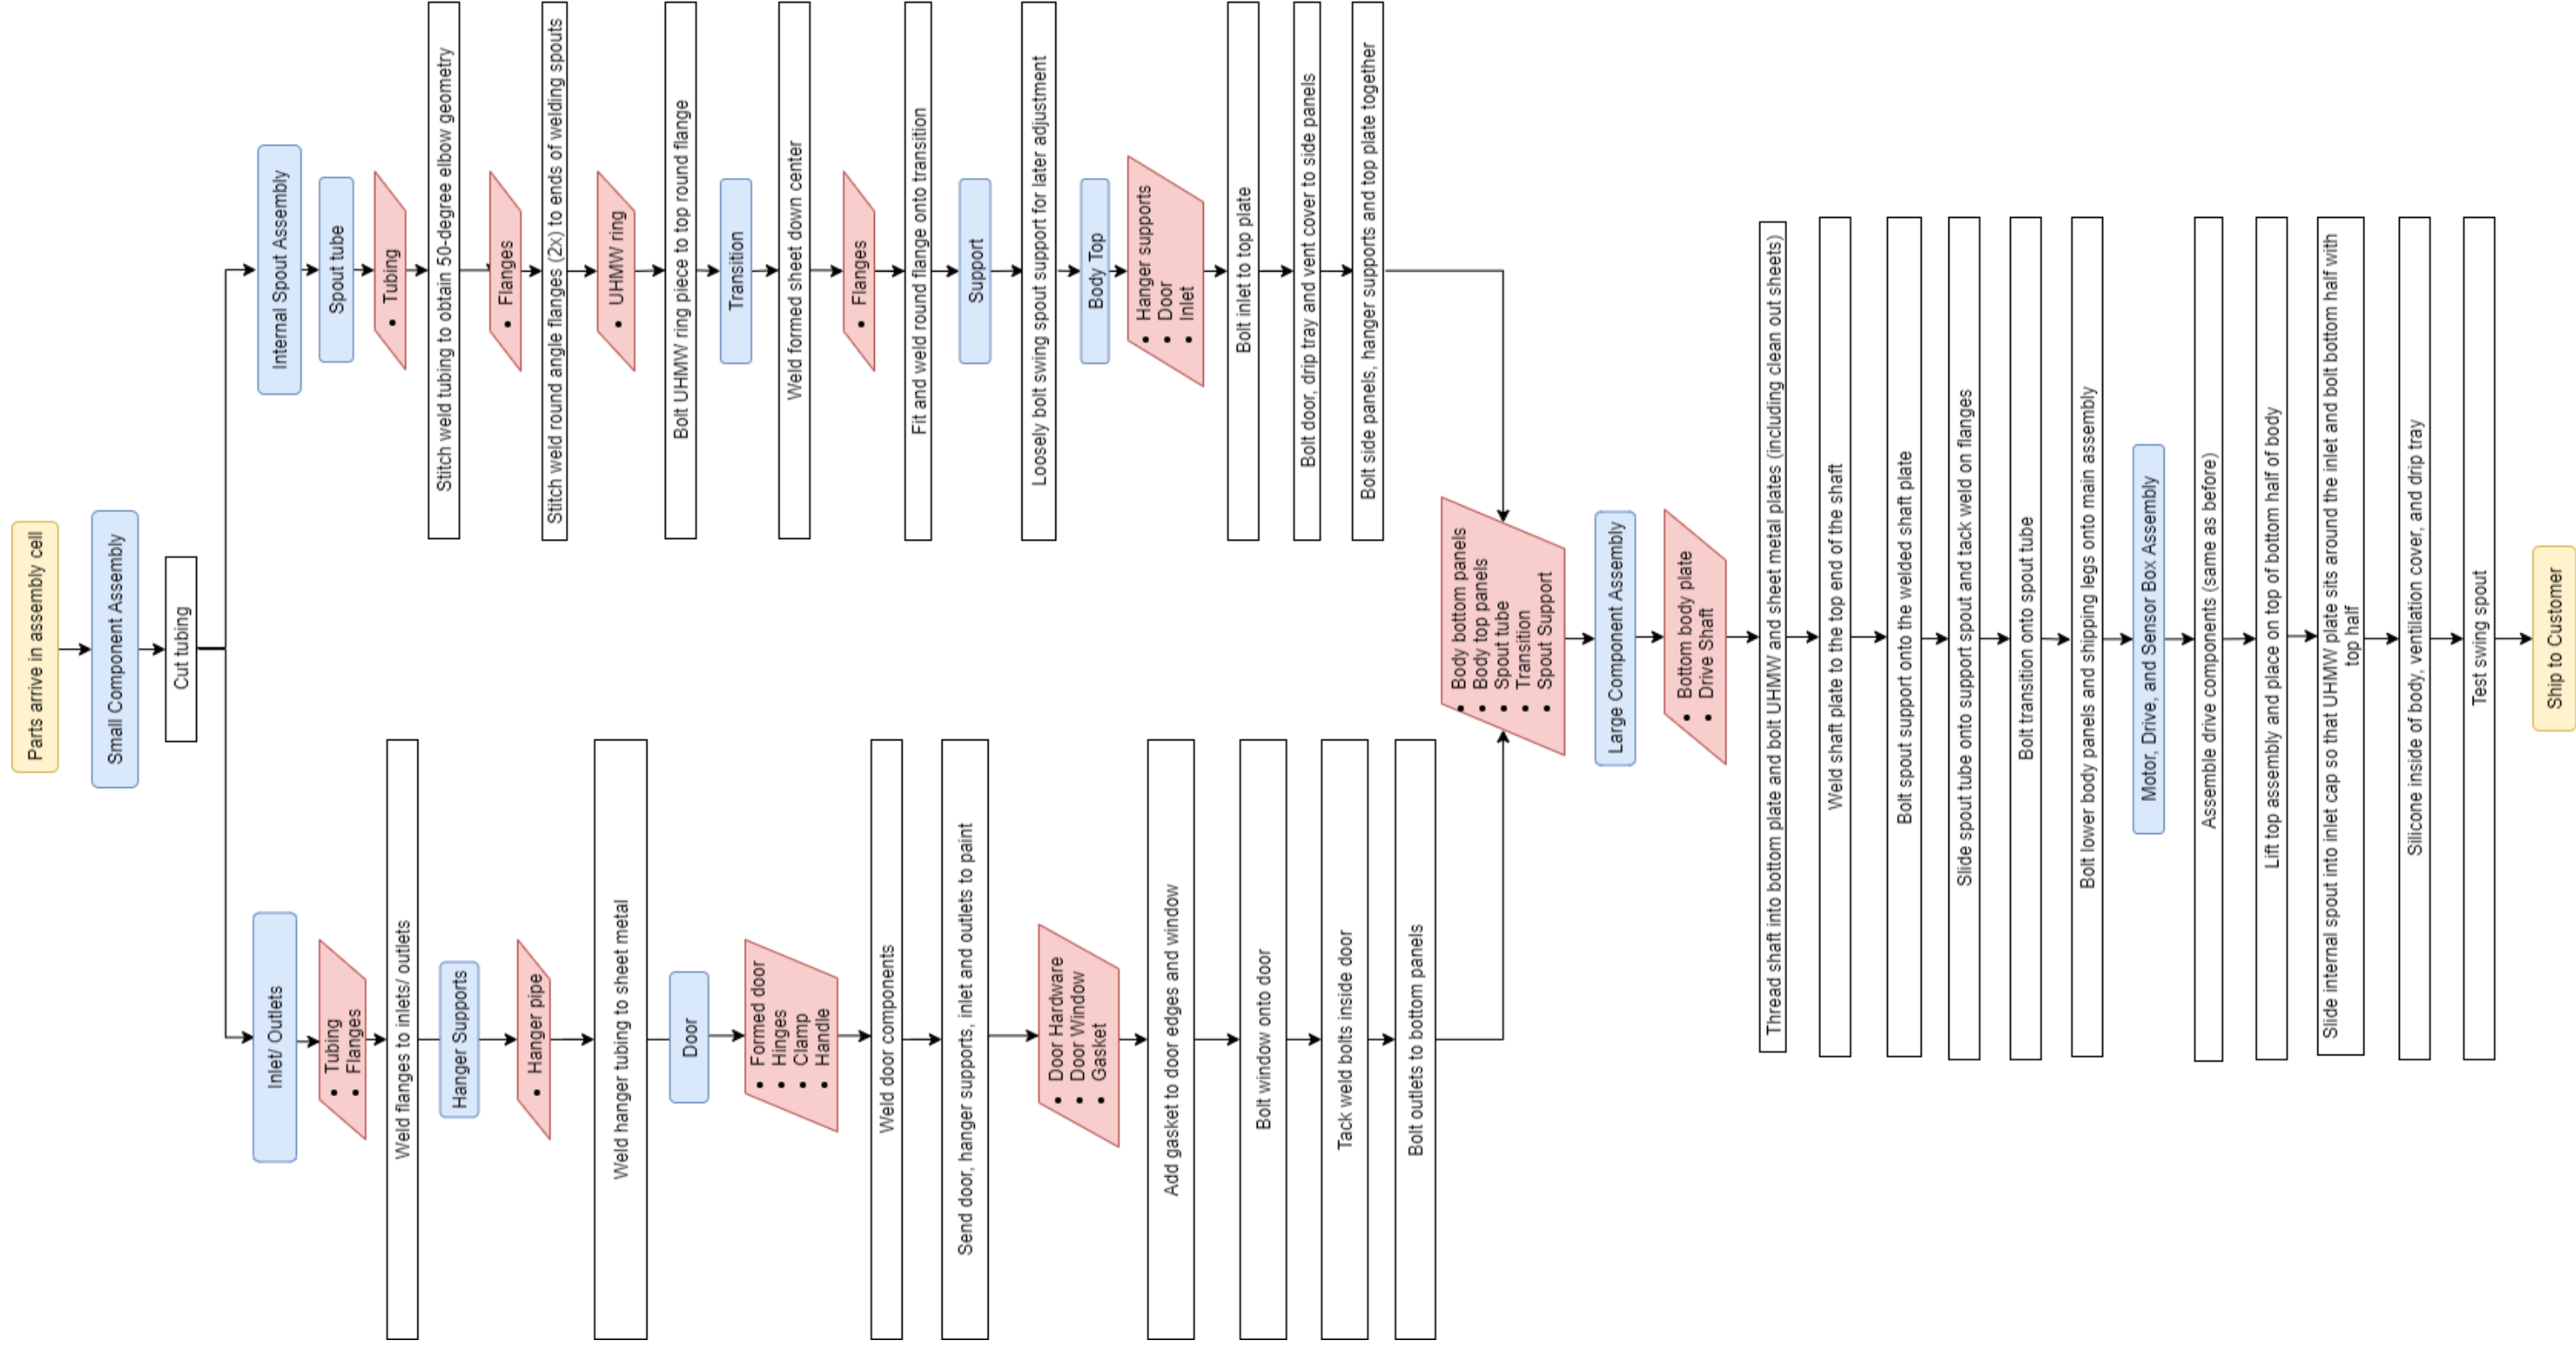 Parts arrive in assembly cell
Small Component Assembly
Cut tubing
Inlet/ Outlets
• Tubing
• Flanges
Weld flanges to inlets/ outlets
Hanger Supports
• Hanger pipe
Weld hanger tubing to sheet metal
Door
• Formed door
• Hinges
• Clamp
• Handle
Weld door components
Send door, hanger supports, inlet and outlets to paint
• Door Hardware
• Door Window
• Gasket
Add gasket to door edges and window
Bolt window onto door
Tack weld bolts inside door
Bolt outlets to bottom panels
Internal Spout Assembly
Spout tube
• Tubing
Stitch weld tubing to obtain 50-degree elbow geometry
• Flanges
Stitch weld round angle flanges (2x) to ends of welding spouts
• UHMW ring
Bolt UHMW ring piece to top round flange
Transition
Weld formed sheet down center
• Flanges
Fit and weld round flange onto transition
Support
Loosely bolt swing spout support for later adjustment
Body Top
• Hanger supports
• Door
• Inlet
Bolt inlet to top plate
Bolt door, drip tray and vent cover to side panels
Bolt side panels, hanger supports and top plate together
• Body bottom panels
• Body top panels
• Spout tube
• Transition
• Spout Support
Large Component Assembly
• Bottom body plate
• Drive Shaft
Thread shaft into bottom plate and bolt UHMW and sheet metal plates (including clean out sheets)
Weld shaft plate to the top end of the shaft
Bolt spout support onto the welded shaft plate
Slide spout tube onto support spout and tack weld on flanges
Bolt transition onto spout tube
Bolt lower body panels and shipping legs onto main assembly
Motor, Drive, and Sensor Box Assembly
Assemble drive components (same as before)
Lift top assembly and place on top of bottom half of body
Slide internal spout into inlet cap so that UHMW plate sits around the inlet and bolt bottom half with
top half
Silicone inside of body, ventilation cover, and drip tray
Test swing spout
Ship to Customer